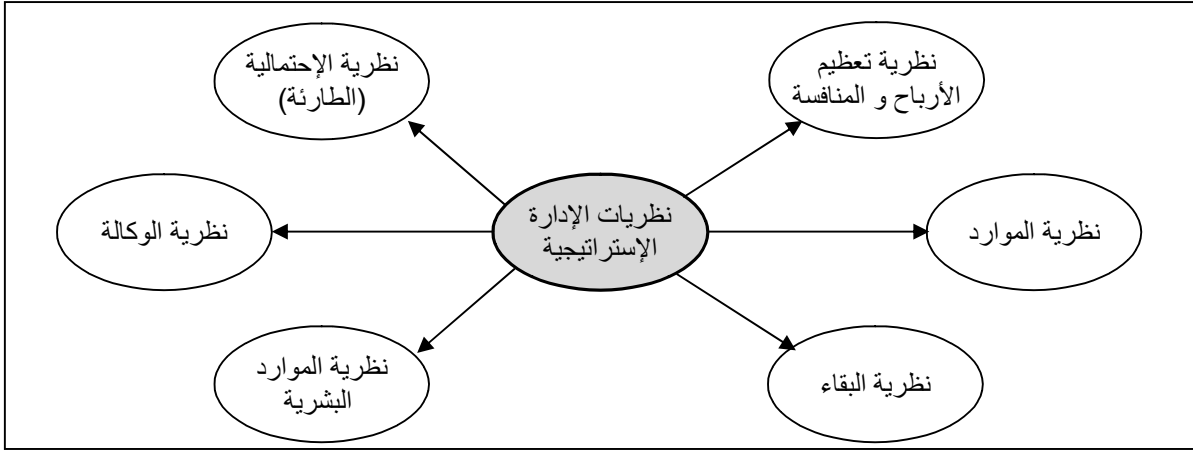 نظرية تعظيم
الأرباح و المنافسة
نظرية الإحتمالية
(الطارئة)
نظريات الإدارة
الإستراتيجية
نظرية الموارد
نظرية الوكالة
نظرية البقاء
نظرية الموارد
البشرية